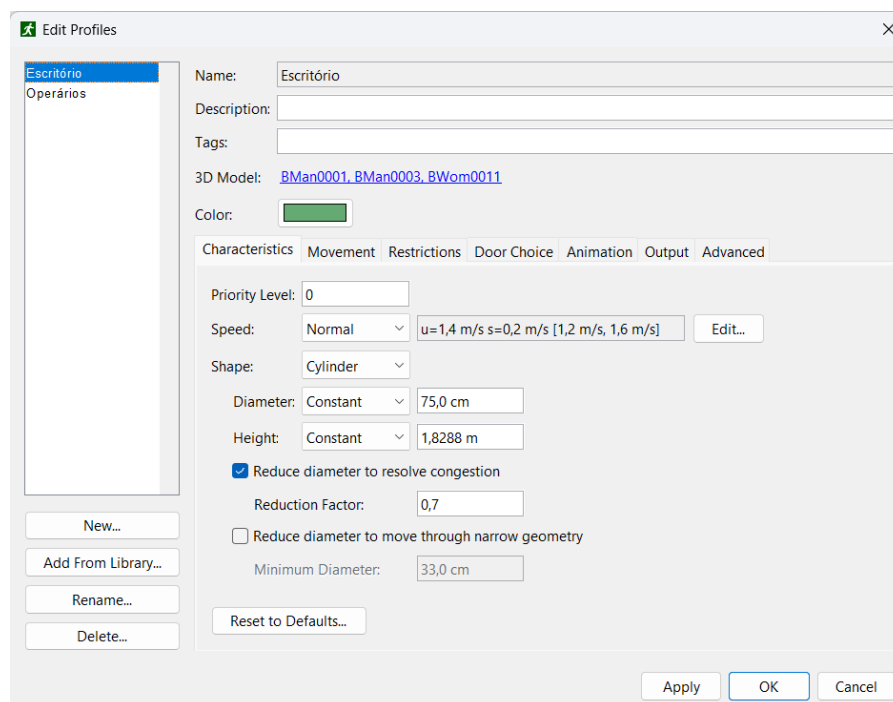 Edit Profiles
Escritório
Operários
New...
Add From Library...
Rename...
Delete...
Name: Escritório
Description:
Tags:
3D Model: BMan0001, BMan0003, BWom0011
Color:
Characteristics Movement Restrictions Door Choice Animation Output Advanced
Priority Level: 0
Speed: Normal u=1,4 m/s s=0,2 m/s [1,2 m/s, 1,6 m/s] Edit...
Shape: Cylinder
Diameter: Constant 75,0 cm
Height: Constant 1,8288 m
Reduce diameter to resolve congestion
Reduction Factor: 0,7
Reduce diameter to move through narrow geometry
Minimum Diameter: 33,0 cm
Reset to Defaults...
Apply OK Cancel